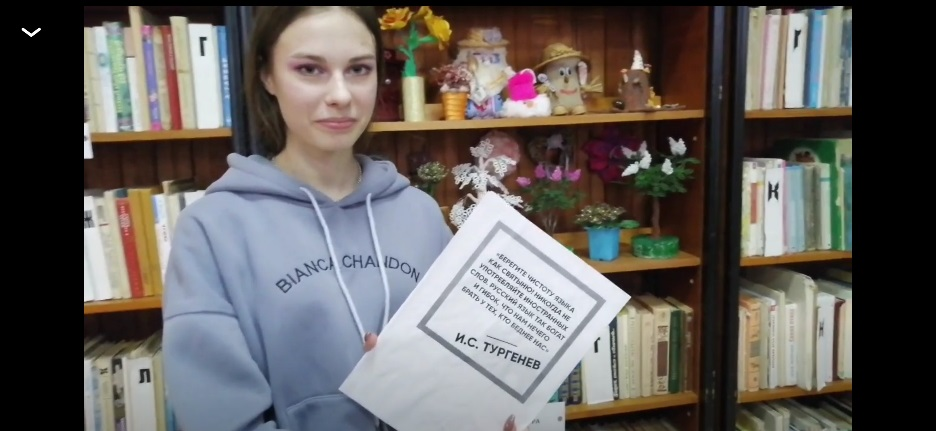 Г
Г
BIANCA CHANDON
К
«БЕРЕГИТЕ ЧИСТОТУ ЯЗЫКА
КАК СВЯТЫНЮ! НИКОГДА НЕ
УПОТРЕБЛЯЙТЕ ИНОСТРАННЫХ
СЛОВ. РУССКИЙ ЯЗЫК ТАК БОГАТ
И ГИБОК, ЧТО НАМ НЕЧЕГО
БРАТЬ У ТЕХ, КТО БЕДНЕЕ НАС»
И.С. ТУРГЕНЕВ
Л